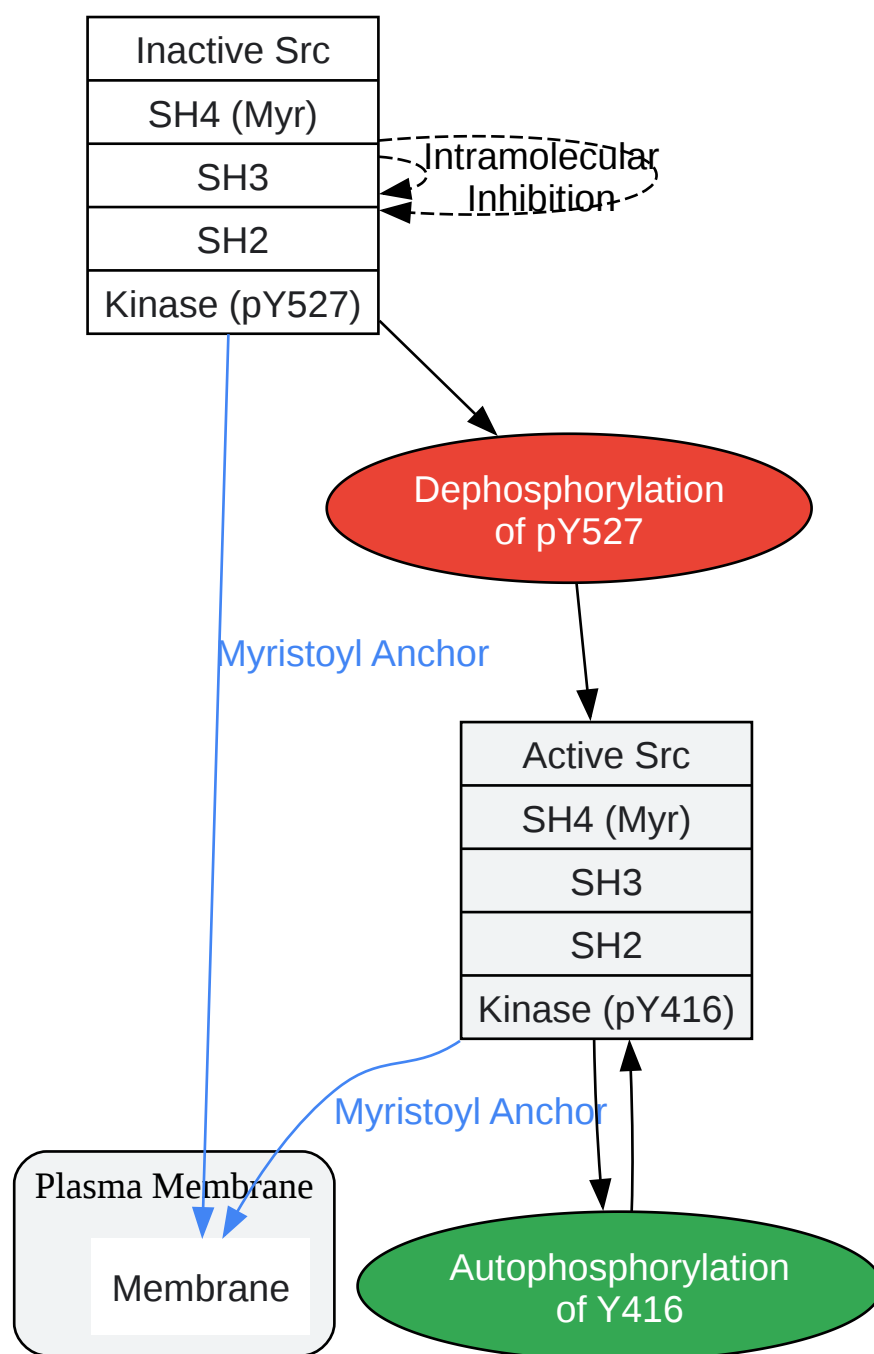 Inactive Src
SH4 (Myr)
SH3
SH2
Kinase (pY527)
Intramolecular
Inhibition
Dephosphorylation
of pY527
Myristoyl Anchor
Active Src
SH4 (Myr)
SH3
SH2
Kinase (pY416)
Myristoyl Anchor
Plasma Membrane
Membrane
Autophosphorylation
of Y416